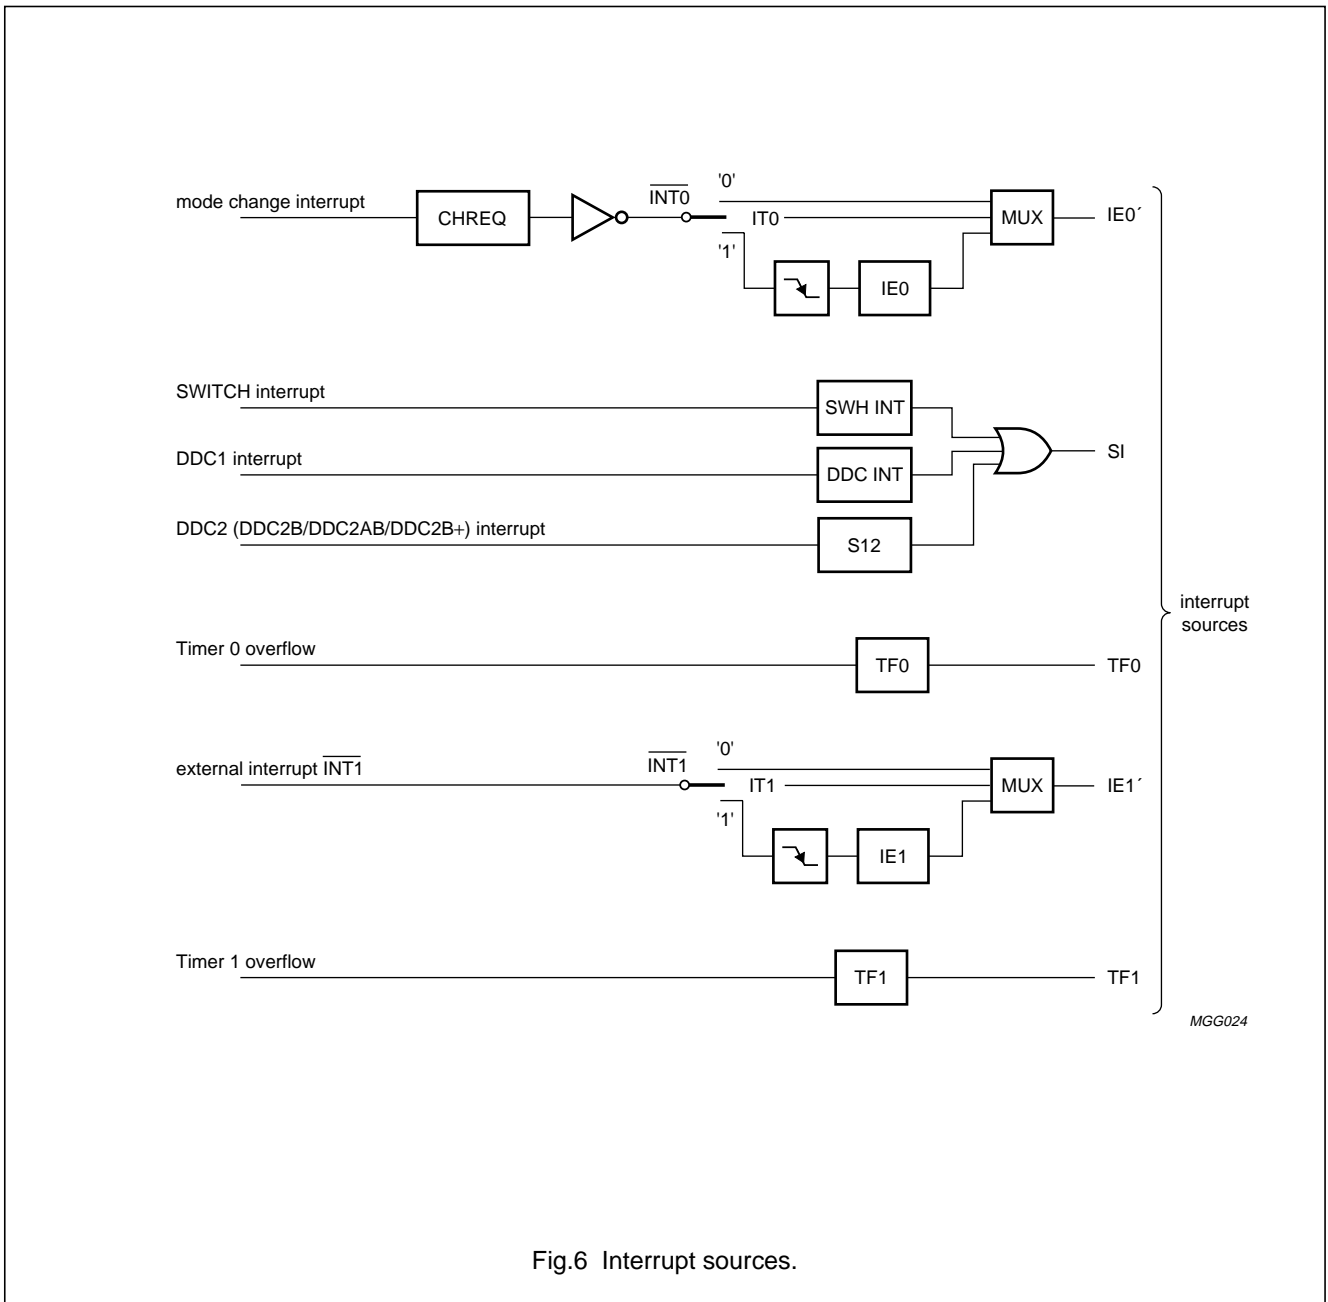 mode change interrupt
CHREQ
INT0
'0'
IT0
'1'
IE0
MUX
IE0´
SWITCH interrupt
SWH INT
DDC1 interrupt
DDC INT
SI
DDC2 (DDC2B/DDC2AB/DDC2B+) interrupt
S12
interrupt
sources
Timer 0 overflow
TF0
TF0
external interrupt INT1
INT1
'0'
IT1
'1'
IE1
MUX
IE1´
Timer 1 overflow
TF1
TF1
MGG024
Fig.6 Interrupt sources.